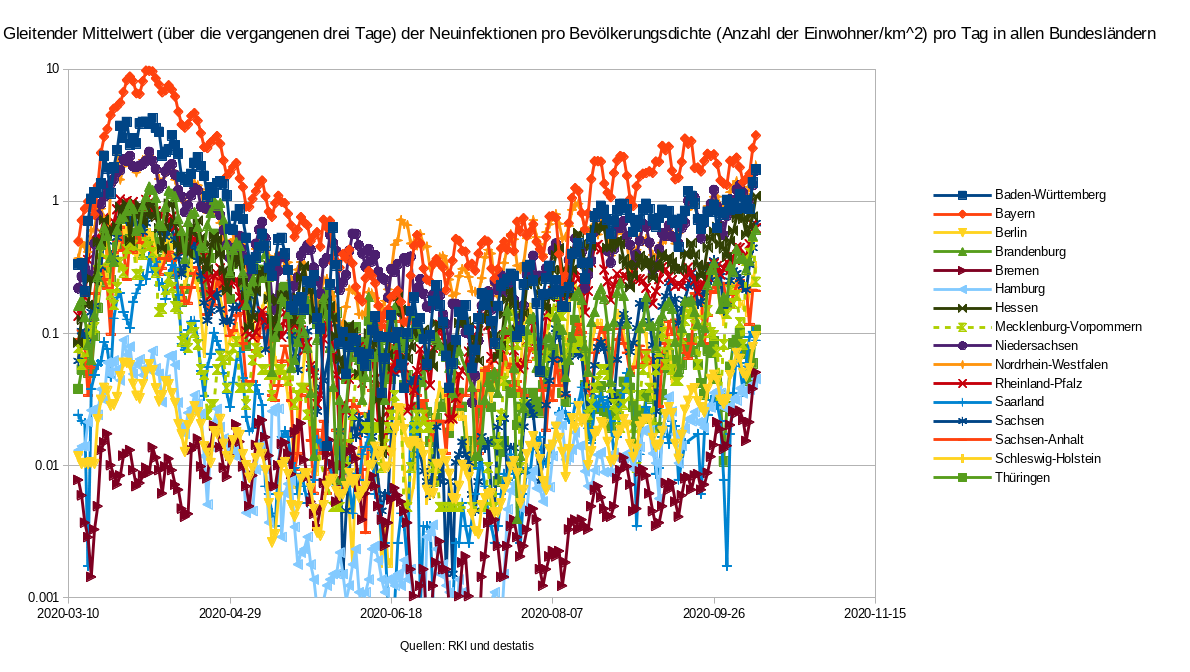 Gleitender Mittelwert (über die vergangenen drei Tage) der Neuinfektionen pro Bevölkerungsdichte (Anzahl der Einwohner/km^2) pro Tag in allen Bundesländern
10
1
0.1
0.01
0.001
2020-03-10 2020-04-29 2020-06-18 2020-08-07 2020-09-26 2020-11-15
Baden-Württemberg
Bayern
Berlin
Brandenburg
Bremen
Hamburg
Hessen
Mecklenburg-Vorpommern
Niedersachsen
Nordrhein-Westfalen
Rheinland-Pfalz
Saarland
Sachsen
Sachsen-Anhalt
Schleswig-Holstein
Thüringen
Quellen: RKI und destatis